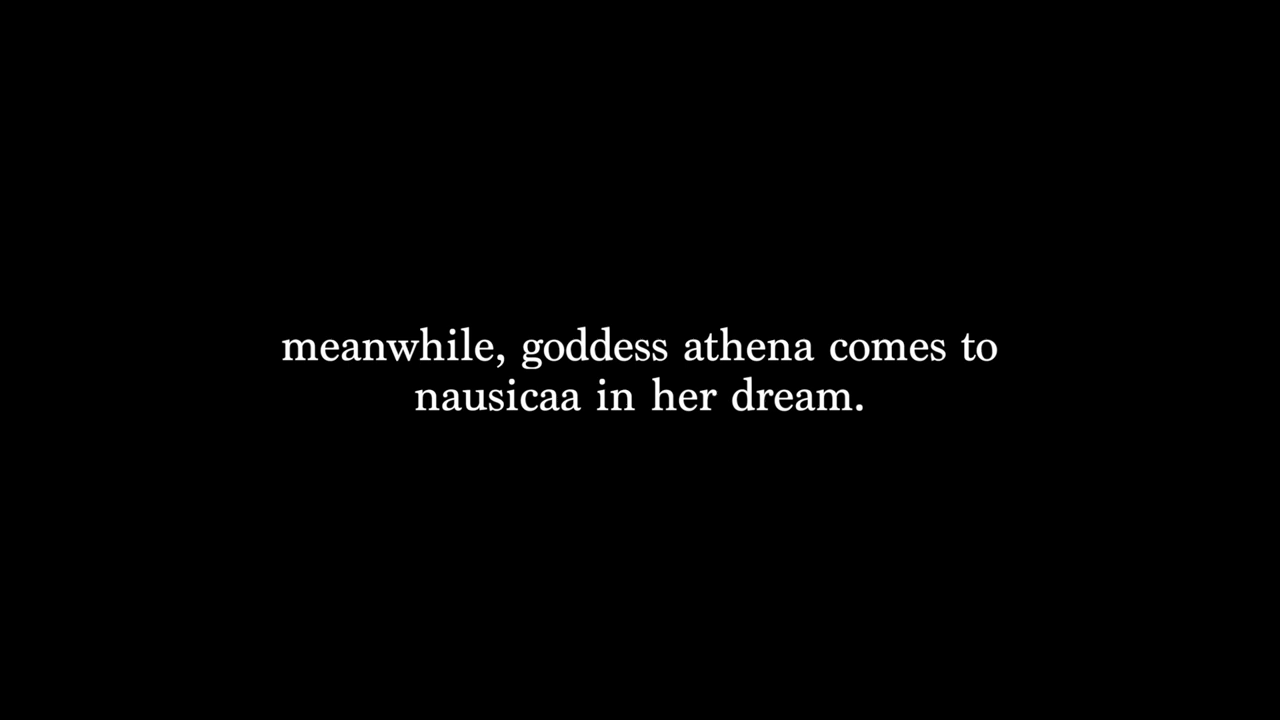 meanwhile, goddess athena comes to
nausicaa in her dream.